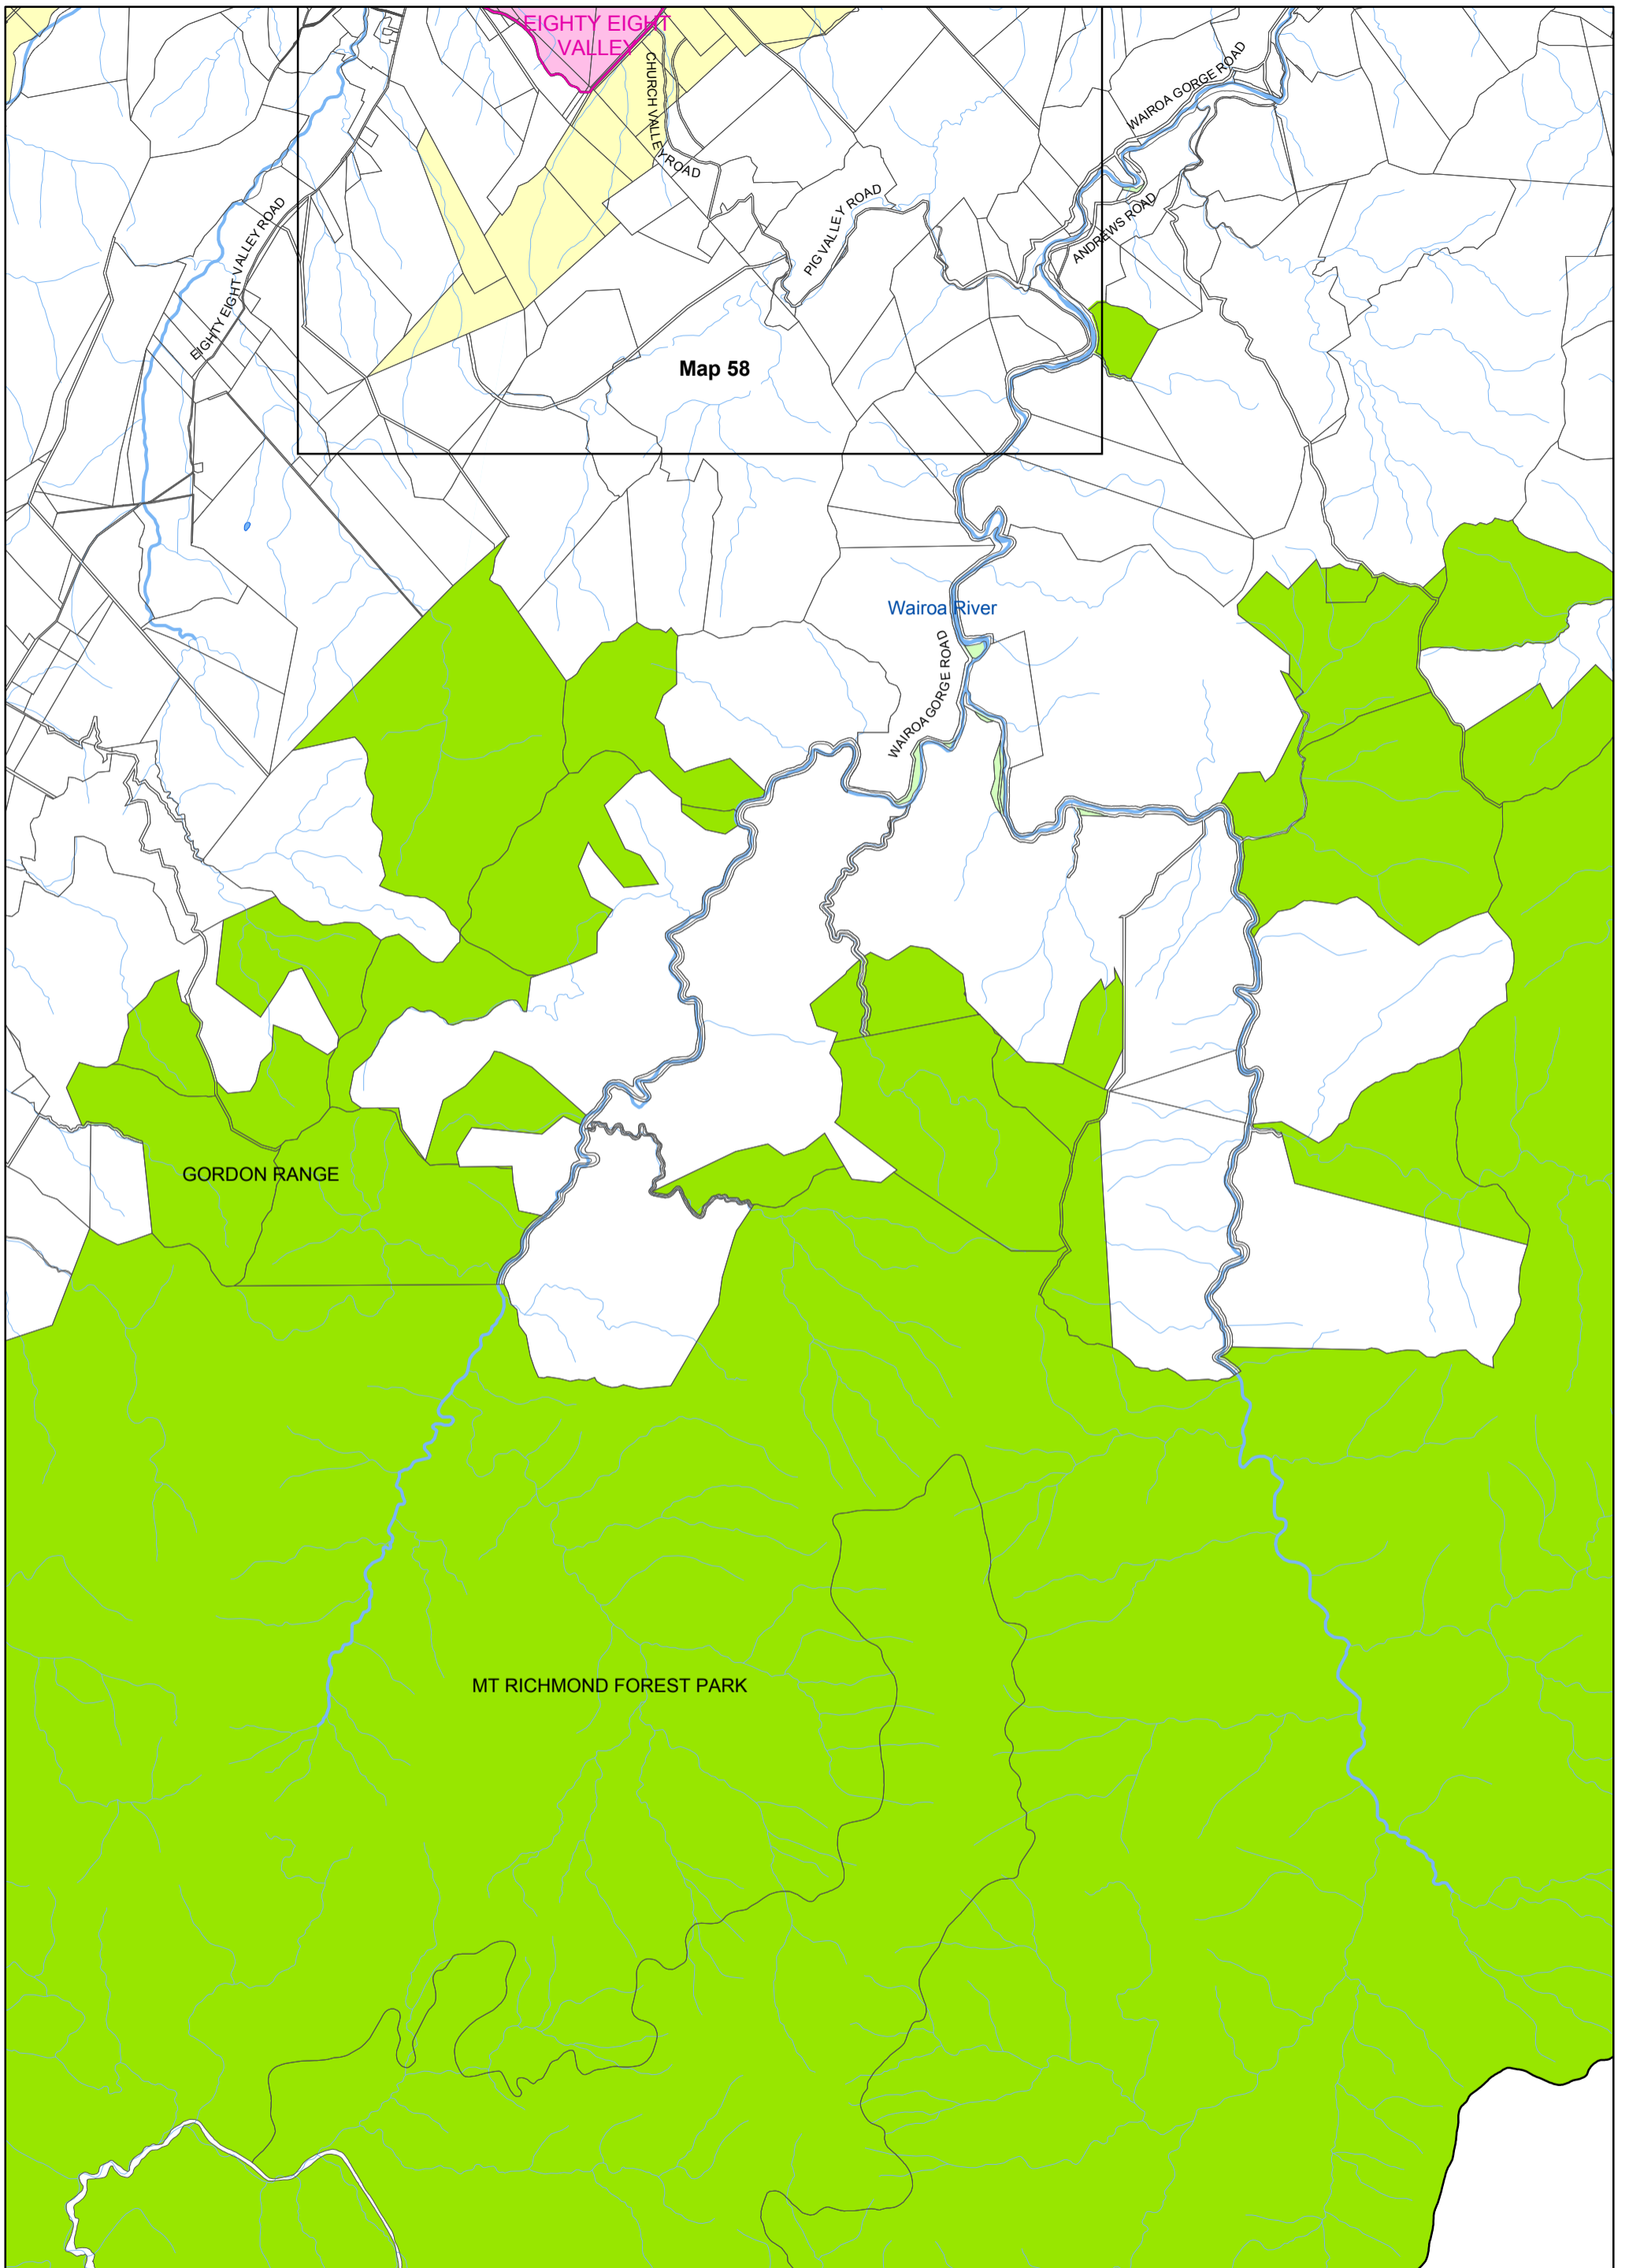 EIGHTY EIGHT
VALLEY
CHURCH VALLEY ROAD
WAIROA GORGE ROAD
PIG VALLEY ROAD
ANDREWS ROAD
EIGHTY EIGHT VALLEY ROAD
Map 58
Wairoa River
WAIROA GORGE ROAD
GORDON RANGE
MT RICHMOND FOREST PARK